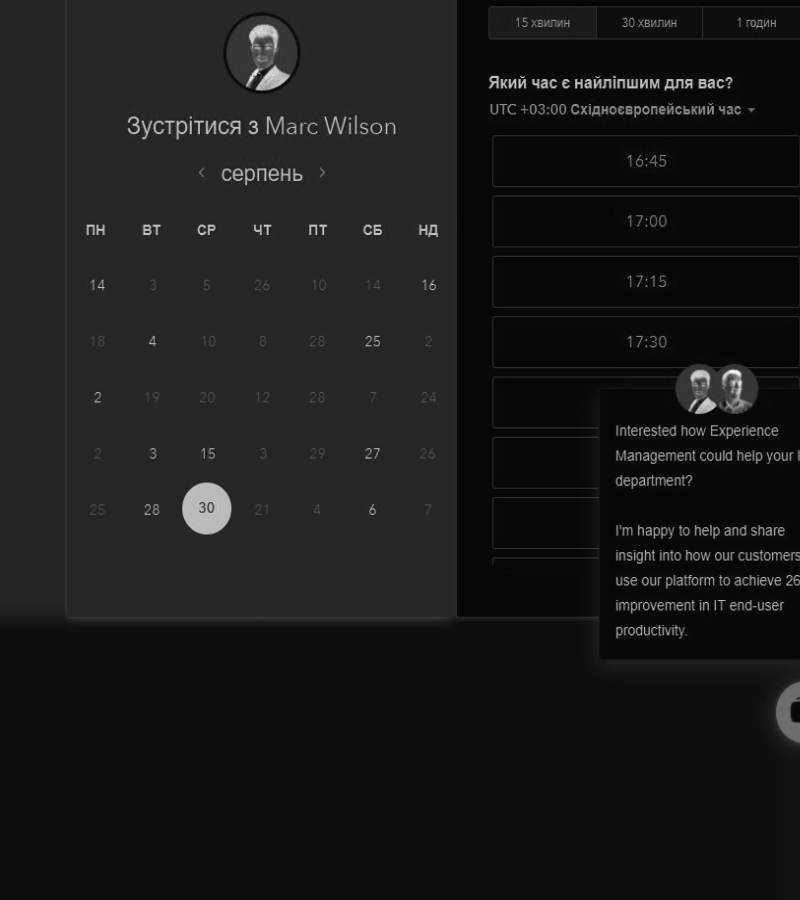 Зустрітися з Marc Wilson
серпень
ПН ВТ СР ЧТ ПТ СБ НД
14 3 5 26 10 14 16
18 4 10 8 28 25 2
2 19 20 12 28 7 24
2 3 15 3 29 27 26
25 28 30 21 4 6 7
15 хвилин 30 хвилин 1 годин
Який час є найліпшим для вас?
UTC +03:00 Східноєвропейський час
16:45
17:00
17:15
17:30
Interested how Experience
Management could help your
department?
I'm happy to help and share
insight into how our customers
use our platform to achieve 26
improvement in IT end-user
productivity.